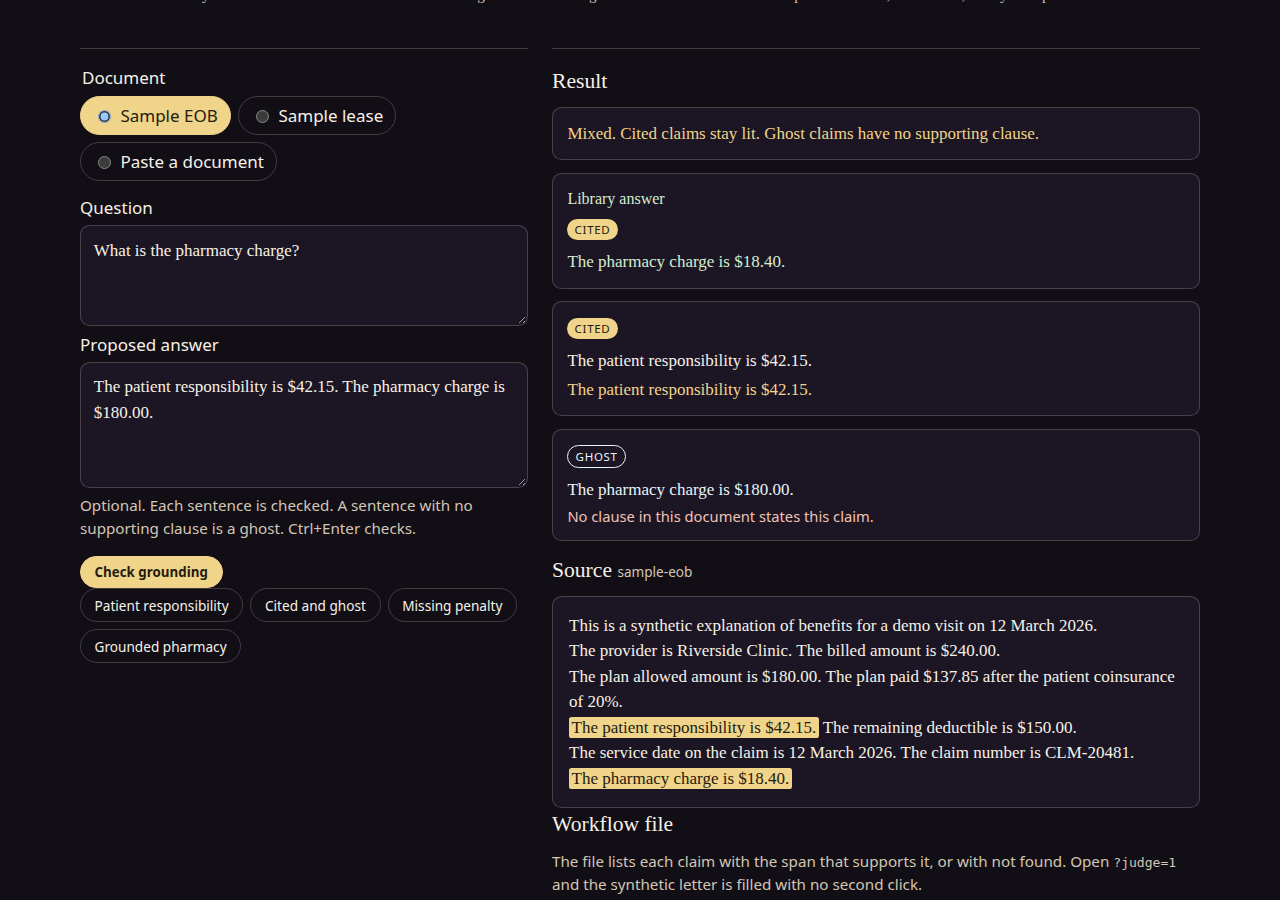 Document
Sample EOB
Sample lease
Paste a document
Question
What is the pharmacy charge?
Proposed answer
The patient responsibility is $42.15. The pharmacy charge is
$180.00.
Optional. Each sentence is checked. A sentence with no
supporting clause is a ghost. Ctrl+Enter checks.
Check grounding
Patient responsibility
Cited and ghost
Missing penalty
Grounded pharmacy
Result
Mixed. Cited claims stay lit. Ghost claims have no supporting clause.
Library answer
CITED
The pharmacy charge is $18.40.
CITED
The patient responsibility is $42.15.
The patient responsibility is $42.15.
GHOST
The pharmacy charge is $180.00.
No clause in this document states this claim.
Source sample-eob
This is a synthetic explanation of benefits for a demo visit on 12 March 2026.
The provider is Riverside Clinic. The billed amount is $240.00.
The plan allowed amount is $180.00. The plan paid $137.85 after the patient coinsurance
of 20%.
The patient responsibility is $42.15. The remaining deductible is $150.00.
The service date on the claim is 12 March 2026. The claim number is CLM-20481.
The pharmacy charge is $18.40.
Workflow file
The file lists each claim with the span that supports it, or with not found. Open ?judge=1
and the synthetic letter is filled with no second click.